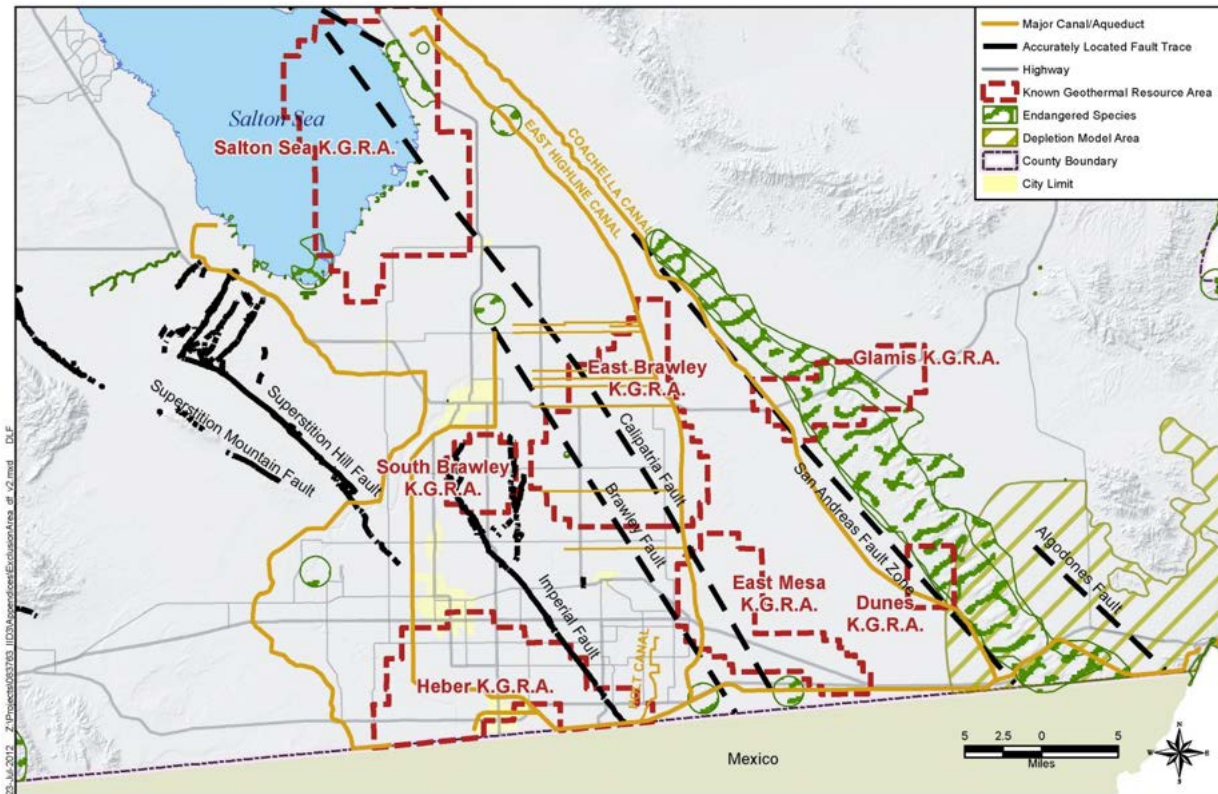 Major Canal/Aqueduct
Accurately Located Fault Trace
Highway
Known Geothermal Resource Area
Endangered Species
Depletion Model Area
County Boundary
City Limit
Salton Sea
Salton Sea K.G.R.A.
COACHELLA CANAL
EAST HIGHLINE CANAL
Glamis K.G.R.A.
East Brawley
K.G.R.A.
Superstition Hill Fault
Superstition Mountain Fault
South Brawley
K.G.R.A.
Calipatria Fault
Brawley Fault
San Andreas Fault Zone
Algodones Fault
Imperial Fault
East Mesa
K.G.R.A.
Dunes
K.G.R.A.
Heber K.G.R.A.
HOLT CANAL
Mexico
5 2.5 0 5
Miles
N
W E
S